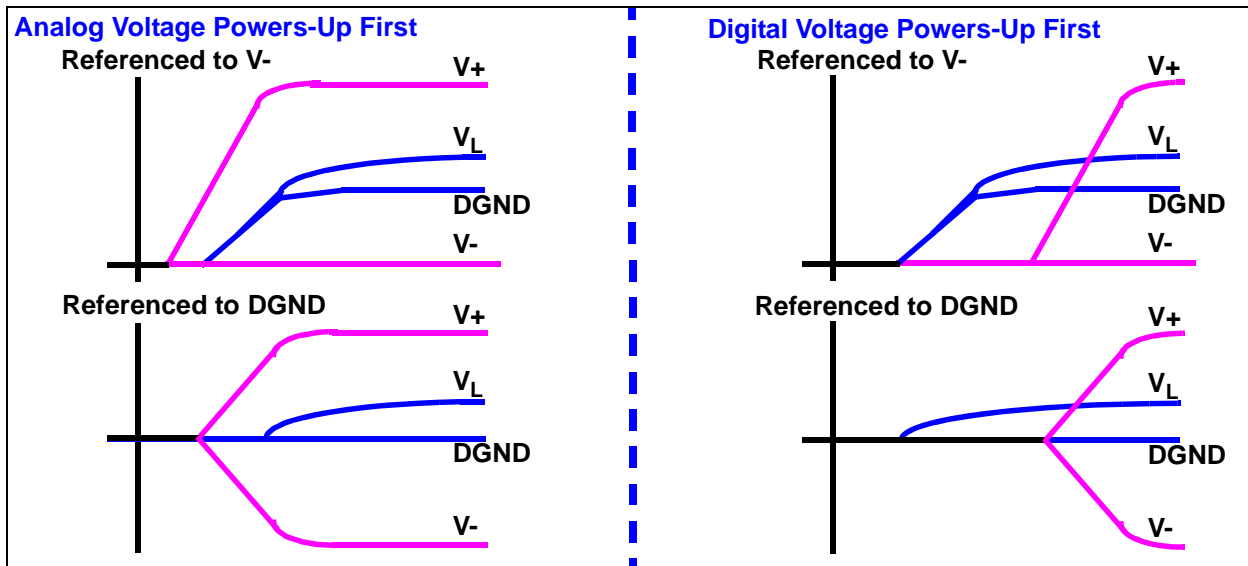 Analog Voltage Powers-Up First
Referenced to V-
V+
VL
DGND
V-
Referenced to DGND
V+
VL
DGND
V-
Digital Voltage Powers-Up First
Referenced to V-
V+
VL
DGND
V-
Referenced to DGND
V+
VL
DGND
V-